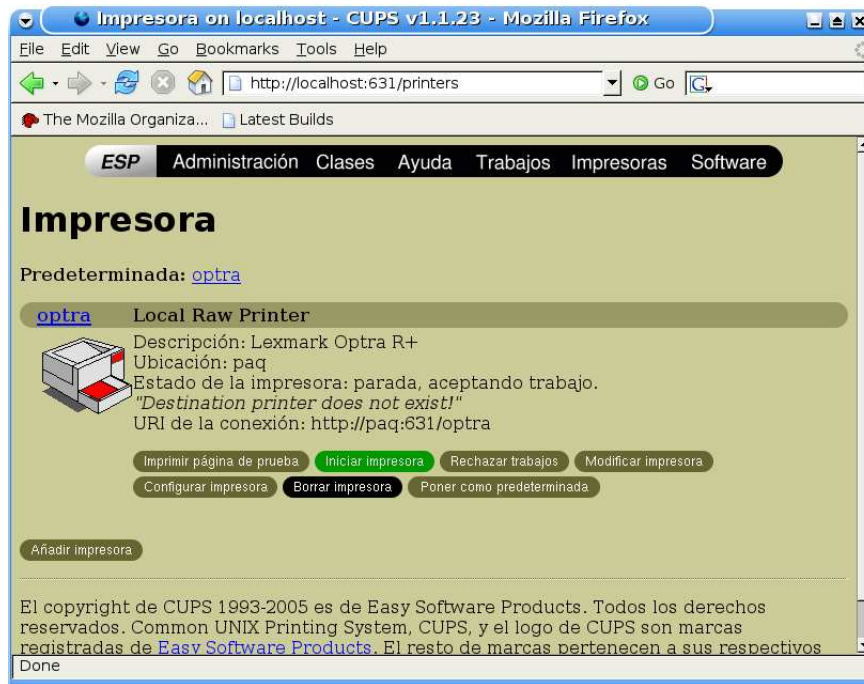 Impresora on localhost - CUPS v1.1.23 - Mozilla Firefox
File Edit View Go Bookmarks Tools Help
http://localhost:631/printers Go G
The Mozilla Organiza... Latest Builds
ESP Administración Clases Ayuda Trabajos Impresoras Software
Impresora
Predeterminada: optra
optra Local Raw Printer
Descripción: Lexmark Optra R+
Ubicación: paq
Estado de la impresora: parada, aceptando trabajo.
"Destination printer does not exist!"
URI de la conexión: http://paq:631/optra
Imprimir página de prueba Iniciar impresora Rechazar trabajos Modificar impresora
Configurar impresora Borrar impresora Poner como predeterminada
Añadir impresora
El copyright de CUPS 1993-2005 es de Easy Software Products. Todos los derechos
reservados. Common UNIX Printing System, CUPS, y el logo de CUPS son marcas
registradas de Easy Software Products. El resto de marcas pertenecen a sus respectivos
Done